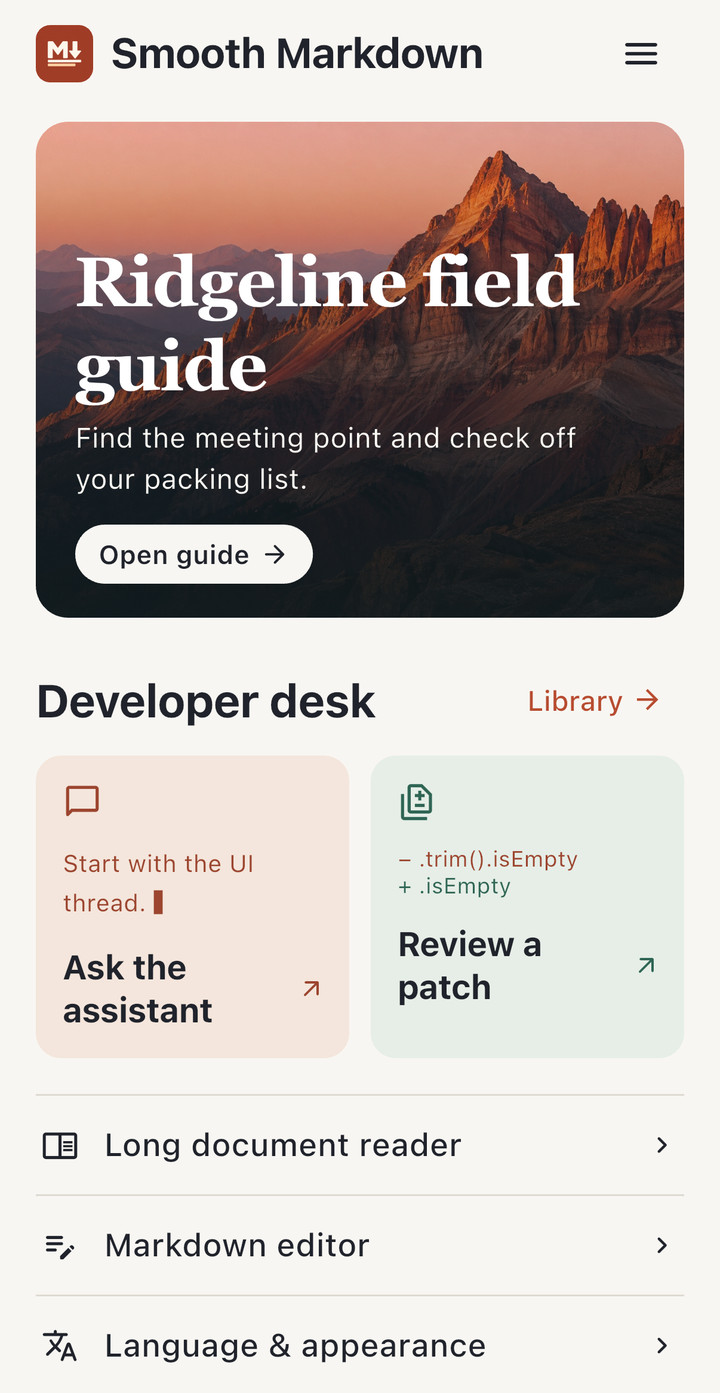 M
Smooth Markdown
Ridgeline field
guide
Find the meeting point and check off
your packing list.
Open guide →
Developer desk
Library →
Start with the UI
thread.
Ask the
assistant
– .trim().isEmpty
+ .isEmpty
Review a
patch
Long document reader
Markdown editor
Language & appearance